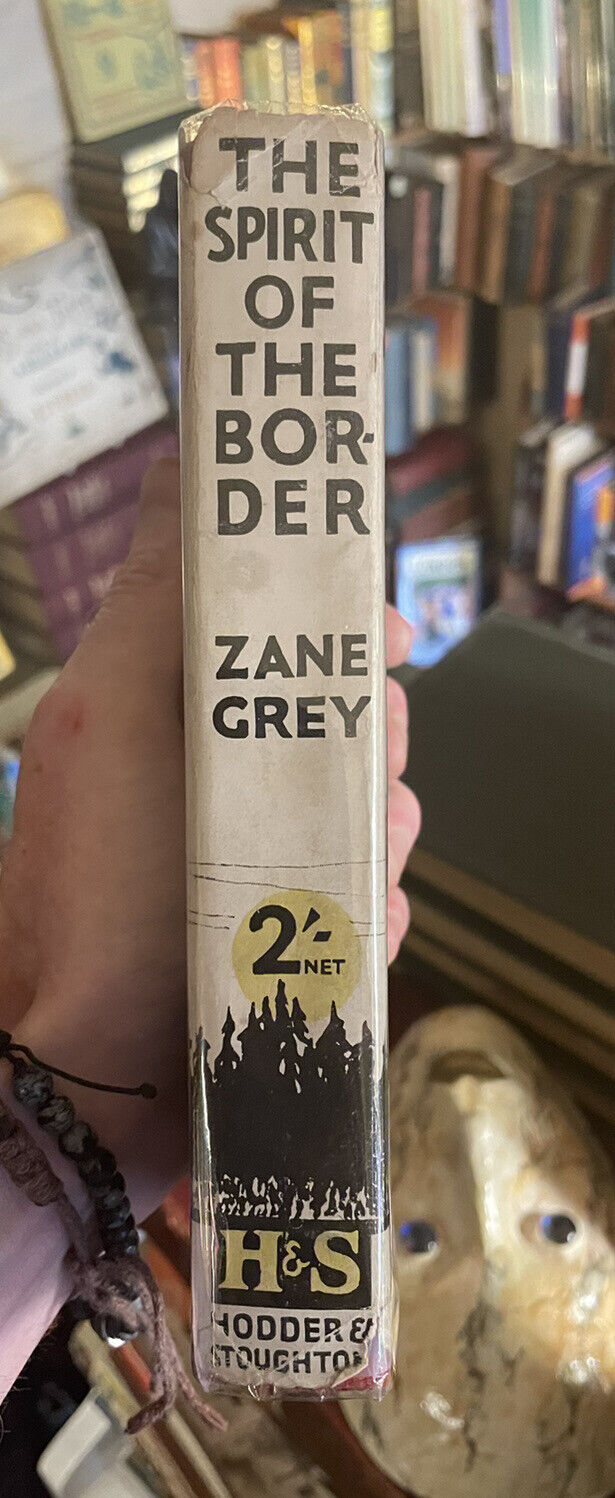 THE
SPIRIT
OF
THE
BOR-
DER
ZANE
GREY
2/-
NET
H&S
HODDER &
STOUGHTON